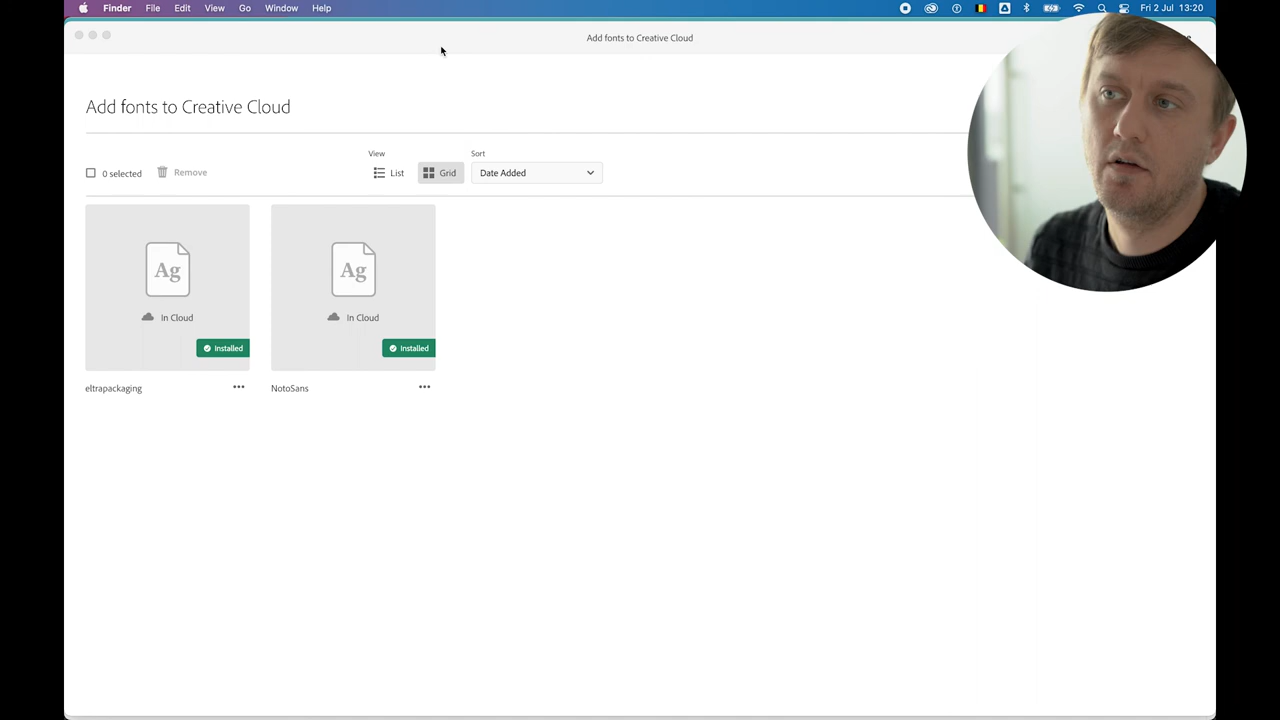 Finder File Edit View Go Window Help Fri 2 Jul 13:20
Add fonts to Creative Cloud
Add fonts to Creative Cloud
View Sort
0 selected Remove List Grid Date Added
Ag Ag
In Cloud In Cloud
Installed Installed
eltrapackaging ••• NotoSans •••